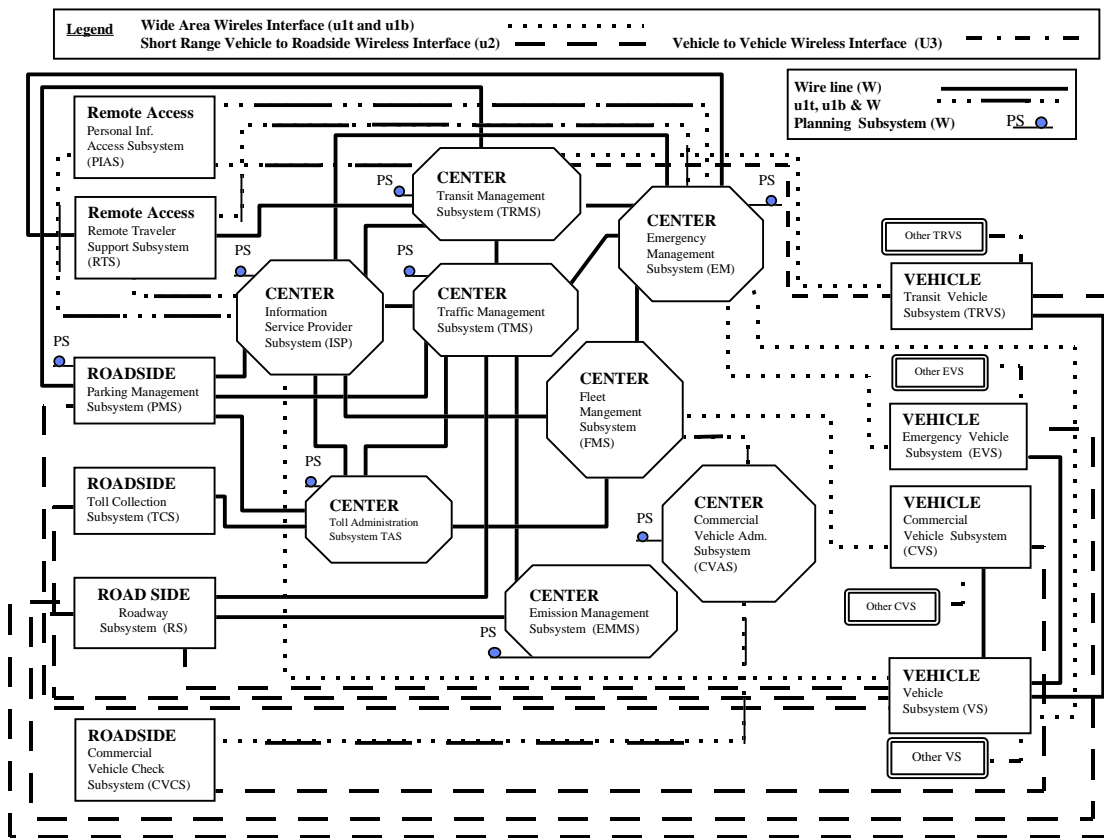 Legend
Wide Area Wireles Interface (u1t and u1b)
Short Range Vehicle to Roadside Wireless Interface (u2)
Vehicle to Vehicle Wireless Interface (U3)
Wire line (W)
u1t, u1b & W
Planning Subsystem (W)
PS
Remote Access
Personal Inf.
Access Subsystem
(PIAS)
Remote Access
Remote Traveler
Support Subsystem
(RTS)
PS
CENTER
Transit Management
Subsystem (TRMS)
PS
CENTER
Emergency
Management
Subsystem (EM)
Other TRVS
VEHICLE
Transit Vehicle
Subsystem (TRVS)
PS
CENTER
Information
Service Provider
Subsystem (ISP)
PS
CENTER
Traffic Management
Subsystem (TMS)
PS
ROADSIDE
Parking Management
Subsystem (PMS)
CENTER
Fleet
Mangement
Subsystem
(FMS)
Other EVS
VEHICLE
Emergency Vehicle
Subsystem (EVS)
ROADSIDE
Toll Collection
Subsystem (TCS)
PS
CENTER
Toll Administration
Subsystem TAS
PS
CENTER
Commercial
Vehicle Adm.
Subsystem
(CVAS)
VEHICLE
Commercial
Vehicle Subsystem
(CVS)
Other CVS
ROAD SIDE
Roadway
Subsystem (RS)
PS
CENTER
Emission Management
Subsystem (EMMS)
VEHICLE
Vehicle
Subsystem (VS)
Other VS
ROADSIDE
Commercial
Vehicle Check
Subsystem (CVCS)